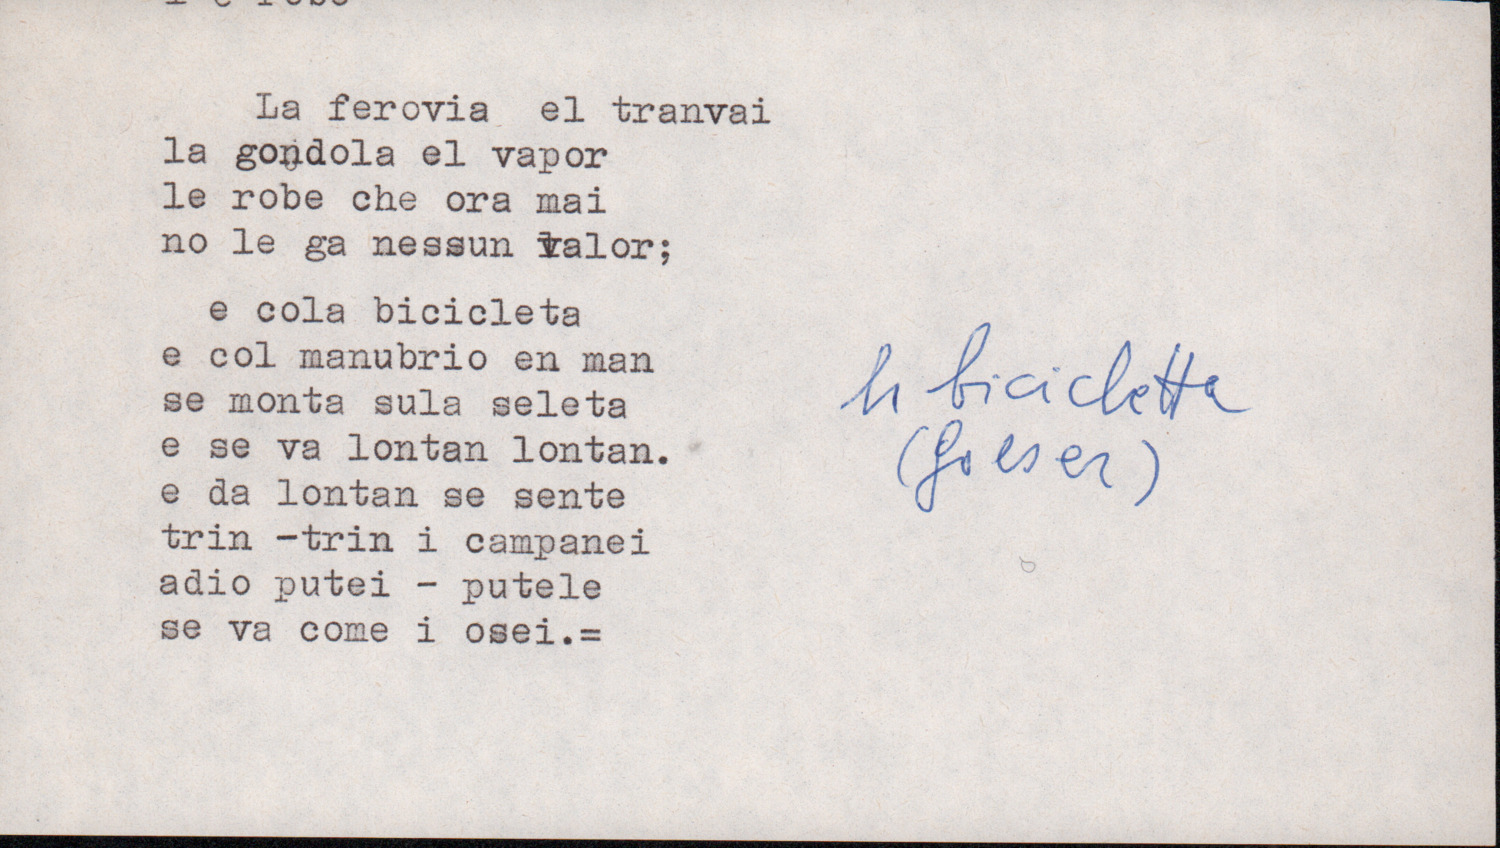 La ferovia el tranvai
la gondola el vapor
le robe che ora mai
no le ga nessun valor;
e cola bicicleta
e col manubrio en man
se monta sula seleta
e se va lontan lontan.
e da lontan se sente
trin -trin i campanei
adio putei - putele
se va come i osei.=
la bicicletta